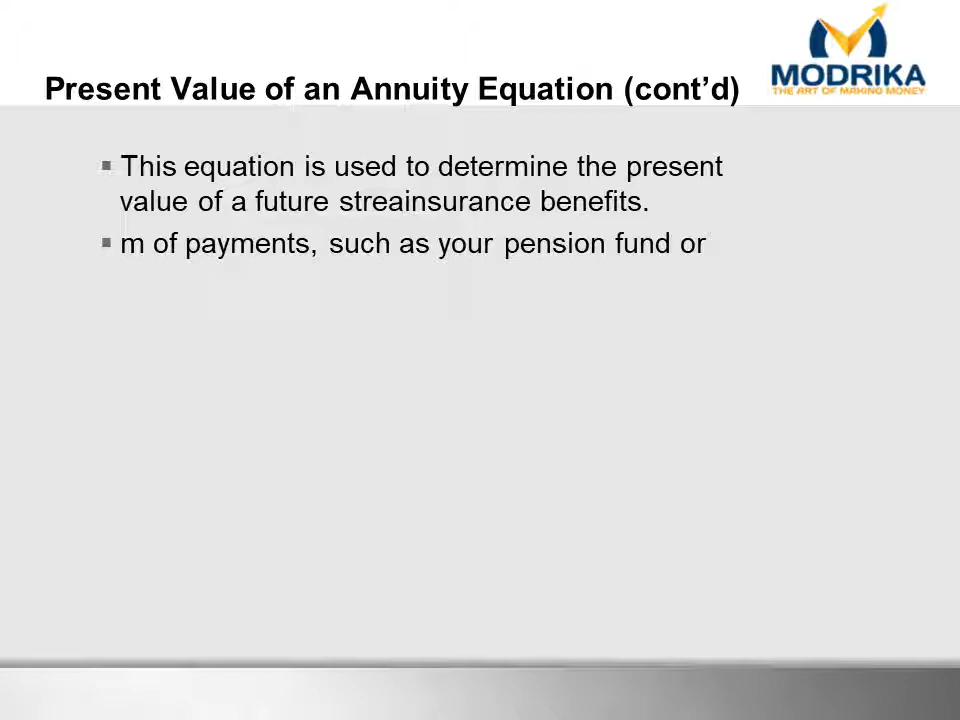 MODRIKA
THE ART OF MAKING MONEY
Present Value of an Annuity Equation (cont’d)
This equation is used to determine the present
value of a future streainsurance benefits.
m of payments, such as your pension fund or